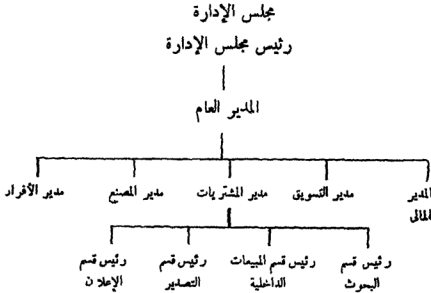 مجلس الإدارة
رئيس مجلس الإدارة
المدير العام
المدير المالى
مدير التسويق
مدير المشتريات
مدير المصنع
مدير الأفراد
رئيس قسم البحوث
رئيس قسم المبيعات الداخلية
رئيس قسم التصدير
رئيس قسم الإعلان